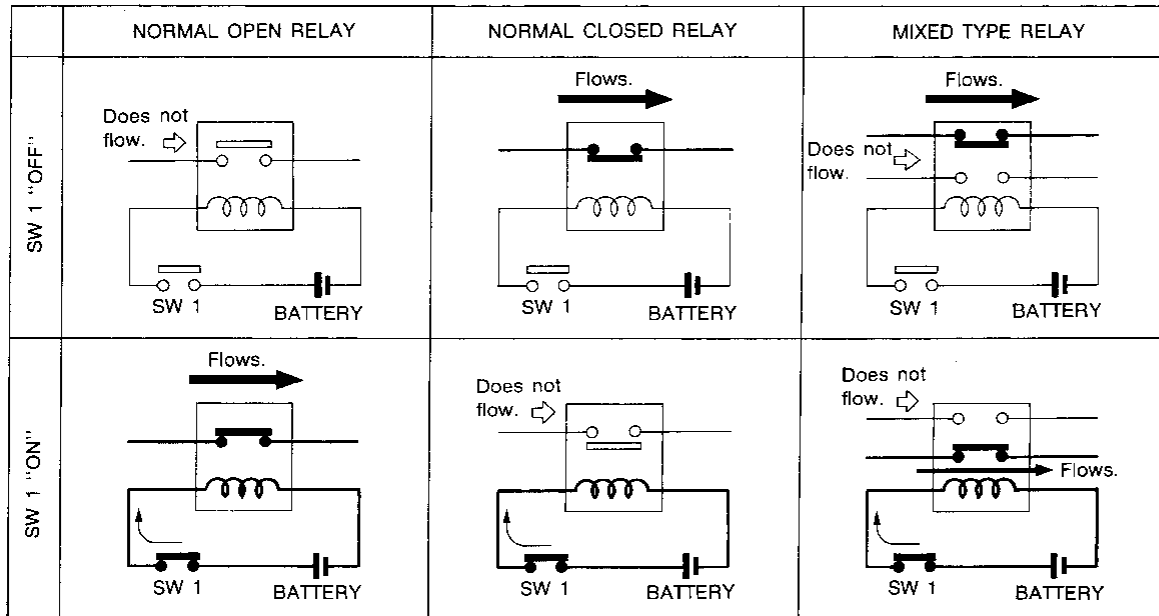 NORMAL OPEN RELAY
NORMAL CLOSED RELAY
MIXED TYPE RELAY
SW 1 "OFF"
Does not
flow.
SW 1
BATTERY
Flows.
SW 1
BATTERY
Flows.
Does not
flow.
SW 1
BATTERY
SW 1 "ON"
Flows.
SW 1
BATTERY
Does not
flow.
SW 1
BATTERY
Does not
flow.
Flows.
SW 1
BATTERY